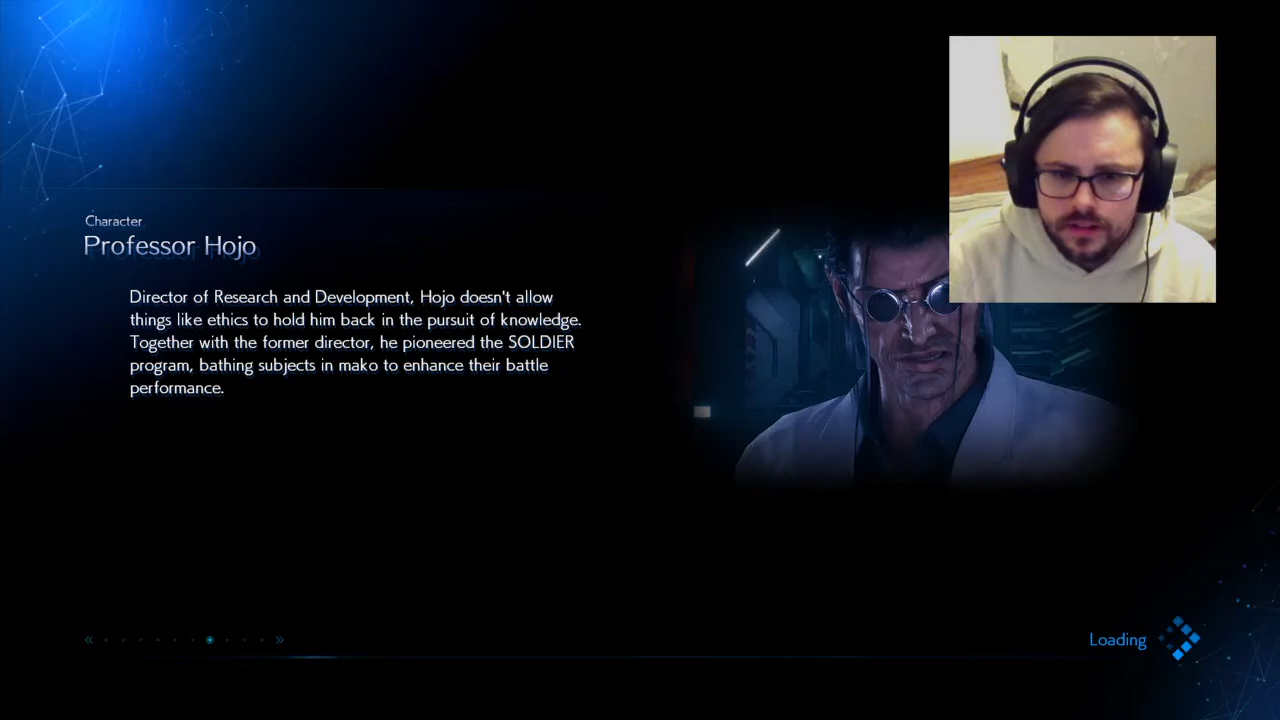 Character
Professor Hojo
Director of Research and Development, Hojo doesn't allow
things like ethics to hold him back in the pursuit of knowledge.
Together with the former director, he pioneered the SOLDIER
program, bathing subjects in mako to enhance their battle
performance.
Loading